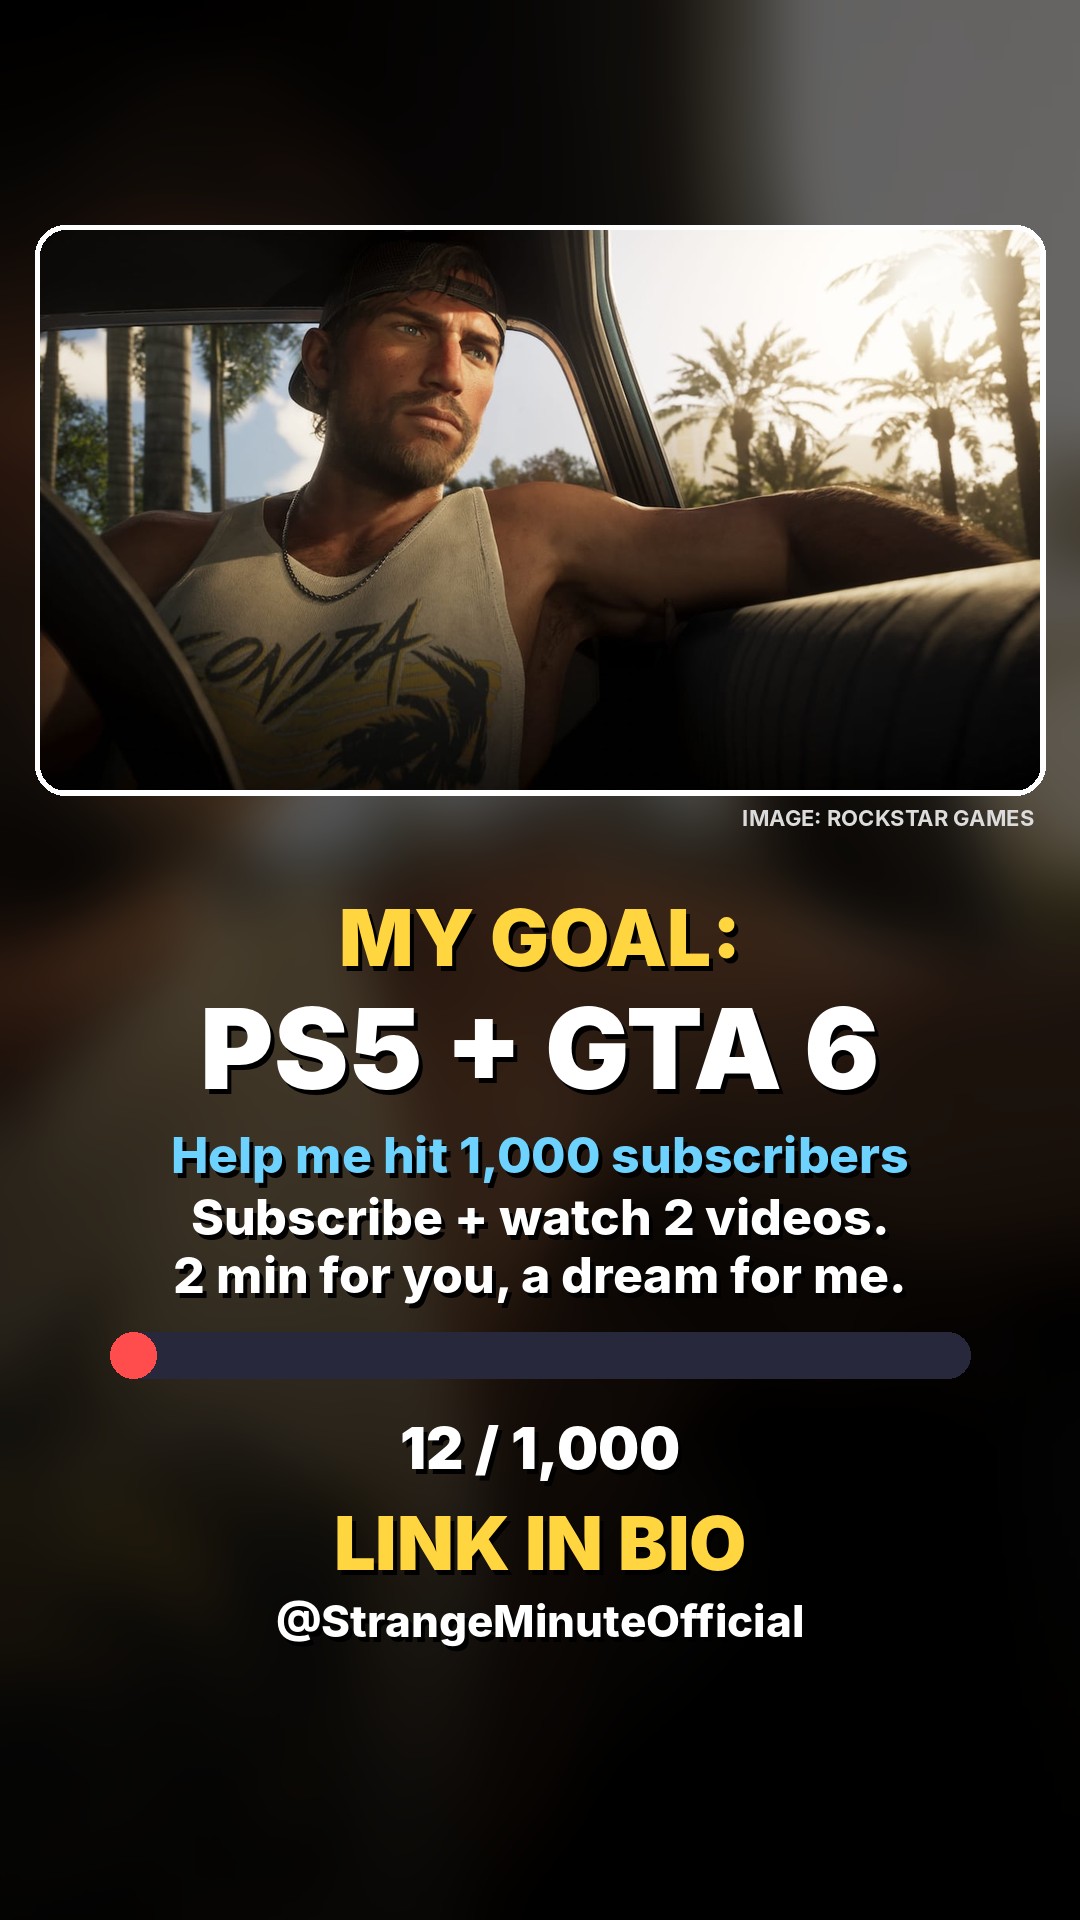 EONIDA
IMAGE: ROCKSTAR GAMES
MY GOAL:
PS5 + GTA 6
Help me hit 1,000 subscribers
Subscribe + watch 2 videos.
2 min for you, a dream for me.
12 / 1,000
LINK IN BIO
@StrangeMinuteOfficial